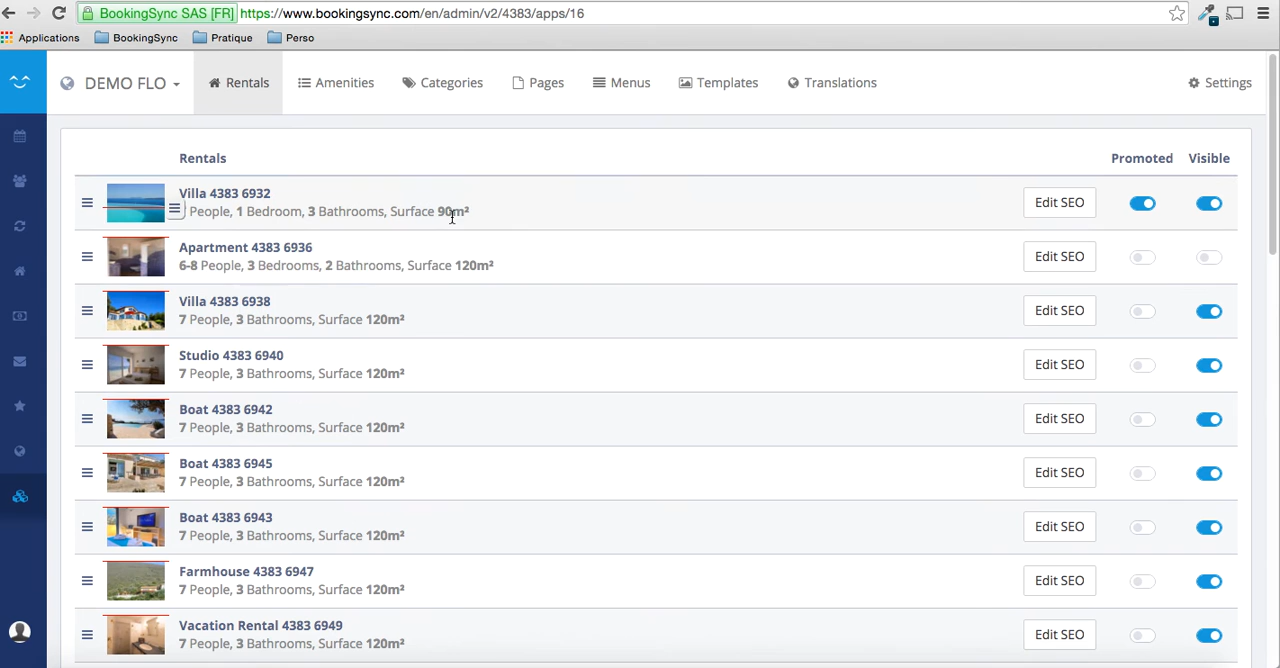 BookingSync SAS [FR] https://www.bookingsync.com/en/admin/v2/4383/apps/16
Applications BookingSync Pratique Perso
DEMO FLO Rentals Amenities Categories Pages Menus Templates Translations Settings
Rentals Promoted Visible
Villa 4383 6932
People, 1 Bedroom, 3 Bathrooms, Surface 90m²
Edit SEO
Apartment 4383 6936
6-8 People, 3 Bedrooms, 2 Bathrooms, Surface 120m²
Edit SEO
Villa 4383 6938
7 People, 3 Bathrooms, Surface 120m²
Edit SEO
Studio 4383 6940
7 People, 3 Bathrooms, Surface 120m²
Edit SEO
Boat 4383 6942
7 People, 3 Bathrooms, Surface 120m²
Edit SEO
Boat 4383 6945
7 People, 3 Bathrooms, Surface 120m²
Edit SEO
Boat 4383 6943
7 People, 3 Bathrooms, Surface 120m²
Edit SEO
Farmhouse 4383 6947
7 People, 3 Bathrooms, Surface 120m²
Edit SEO
Vacation Rental 4383 6949
7 People, 3 Bathrooms, Surface 120m²
Edit SEO